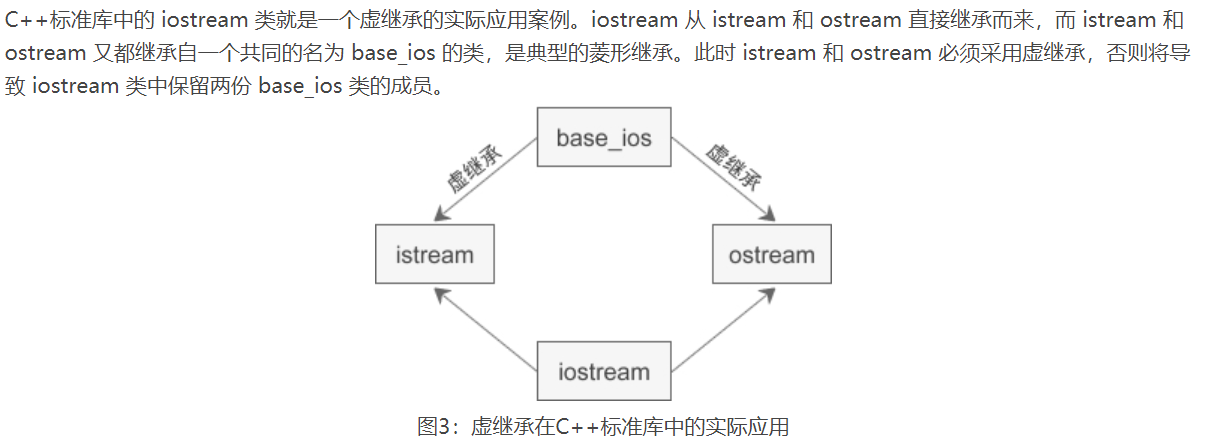 C++标准库中的 iostream 类就是一个虚继承的实际应用案例。iostream 从 istream 和 ostream 直接继承而来，而 istream 和
ostream 又都继承自一个共同的名为 base_ios 的类，是典型的菱形继承。此时 istream 和 ostream 必须采用虚继承，否则将导
致 iostream 类中保留两份 base_ios 类的成员。
base_ios
虚继承
虚继承
istream
ostream
iostream
图3：虚继承在C++标准库中的实际应用